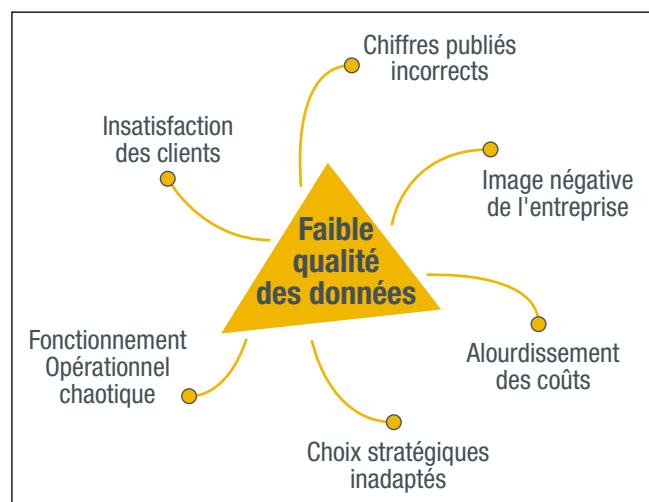 Chiffres publiés
incorrects
Insatisfaction
des clients
Image négative
de l'entreprise
Faible
qualité
des données
Fonctionnement
Opérationnel
chaotique
Alourdissement
des coûts
Choix stratégiques
inadaptés